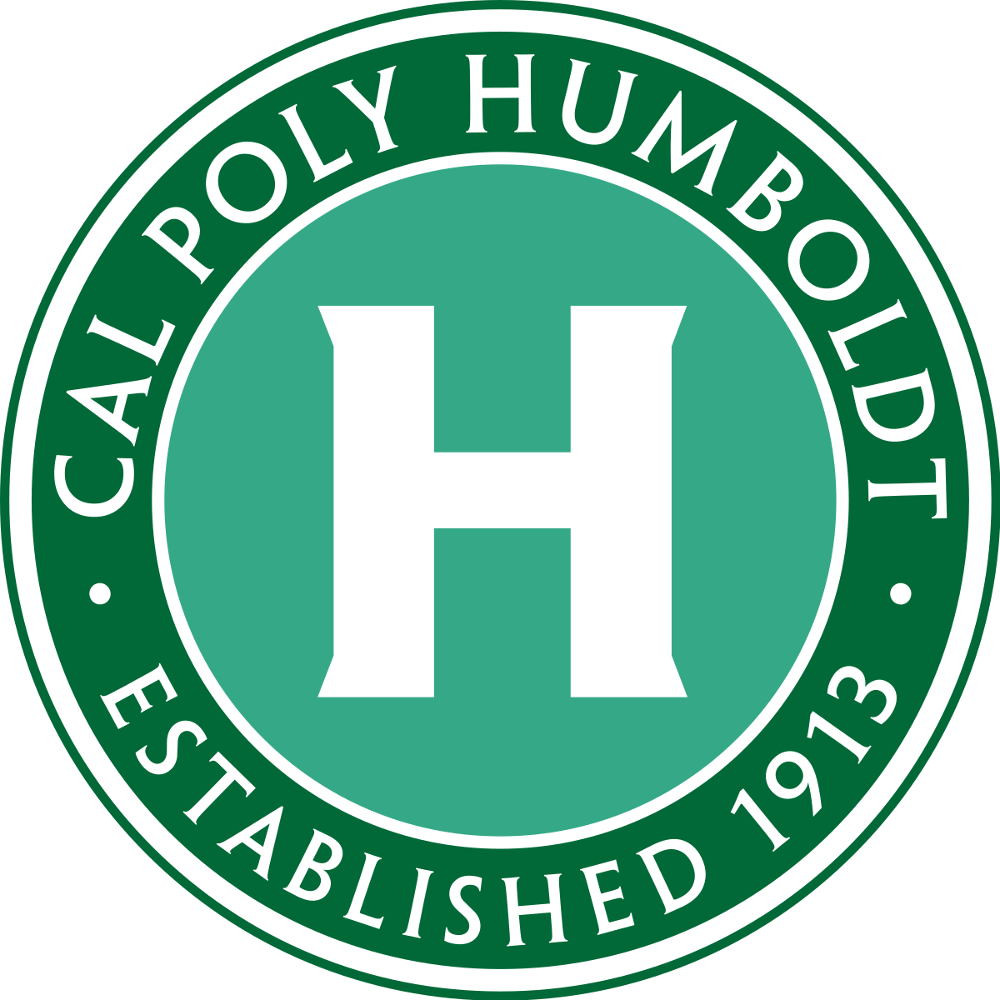 CAL POLY HUMBOLDT
H
· ESTABLISHED 1913 ·